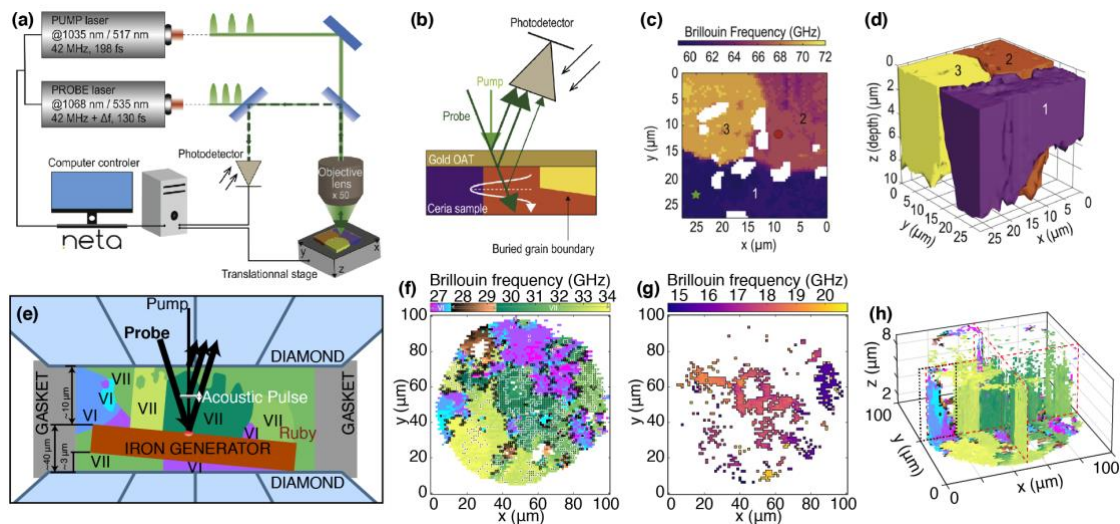 (a)
PUMP laser
@1035 nm / 517 nm
42 MHz, 198 fs
PROBE laser
@1068 nm / 535 nm
42 MHz + Δf, 130 fs
Photodetector
Computer controler
neta
Objective
lens
x 50
Translationnal stage
y
x
z
(b)
Photodetector
Pump
Probe
Gold OAT
Ceria sample
Buried grain boundary
(c)
Brillouin Frequency (GHz)
60 62 64 66 68 70 72
y (μm)
0
5
10
15
20
25
3
2
1
25 20 15 10 5 0
x (μm)
(d)
z (depth) (μm)
0
2
4
6
8
10
3
2
1
0
5
10
15
20
25
y (μm)
25
20
15
10
5
0
x (μm)
(e)
Pump
Probe
DIAMOND
GASKET
GASKET
VII
VI
VI
VII
Acoustic Pulse
VII
VII
VI
Ruby
IRON GENERATOR
VII
VI
~10 μm
~40 μm
~3 μm
DIAMOND
(f)
Brillouin frequency (GHz)
27 28 29 30 31 32 33 34
VI
VII
y (μm)
100
80
60
40
20
0
0 20 40 60 80 100
x (μm)
(g)
Brillouin frequency (GHz)
15 16 17 18 19 20
y (μm)
100
80
60
40
20
0
0 20 40 60 80 100
x (μm)
(h)
z (μm)
8
2
100
y (μm)
0
0
x (μm)
100